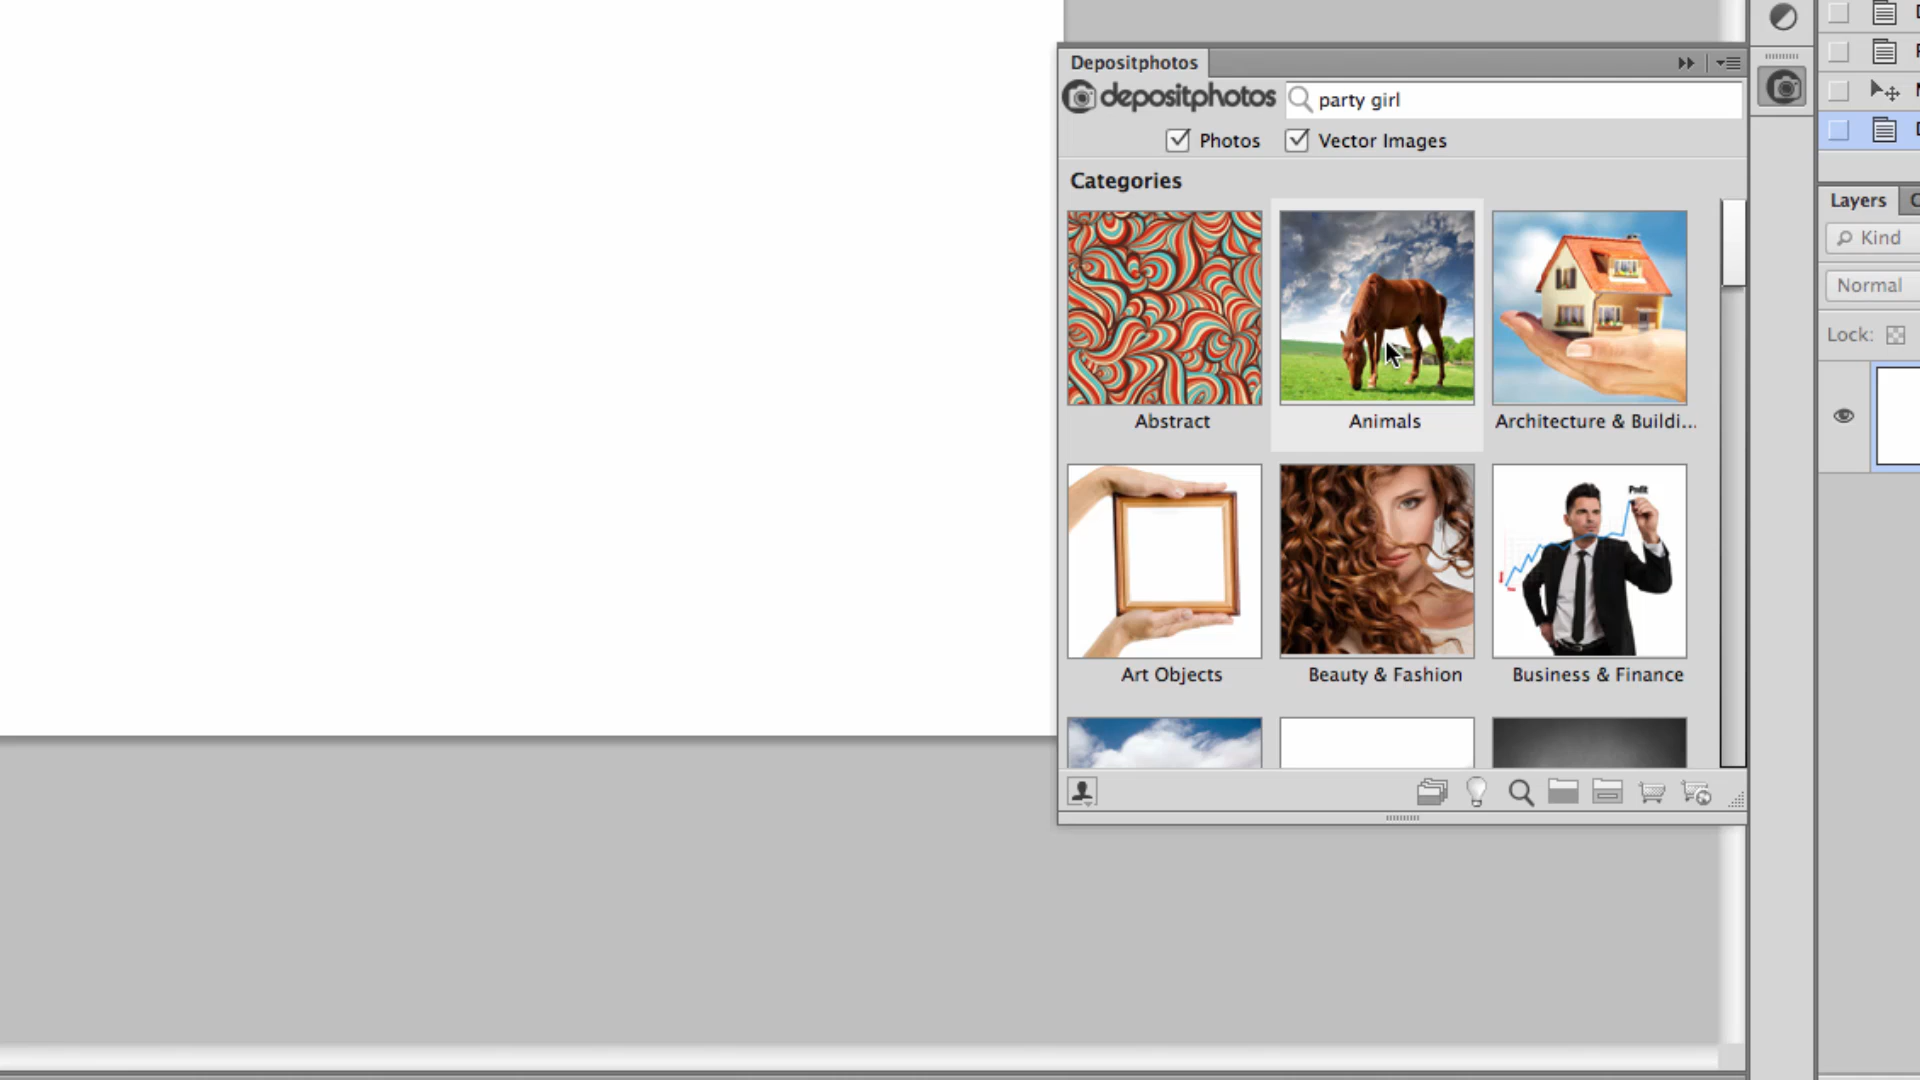 Depositphotos
depositphotos
party girl
Photos
Vector Images
Categories
Abstract
Animals
Architecture & Buildi...
Art Objects
Beauty & Fashion
Profit
Business & Finance
Layers
Kind
Normal
Lock: